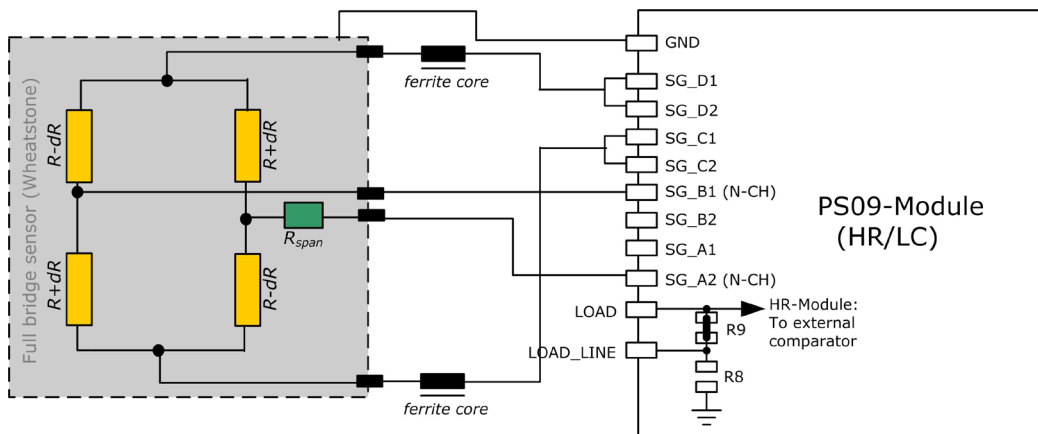 Full bridge sensor (Wheatstone)
R-dR
R+dR
R+dR
R-dR
Rspan
ferrite core
ferrite core
GND
SG_D1
SG_D2
SG_C1
SG_C2
SG_B1 (N-CH)
SG_B2
SG_A1
SG_A2 (N-CH)
LOAD
LOAD_LINE
PS09-Module
(HR/LC)
HR-Module:
To external
comparator
R9
R8